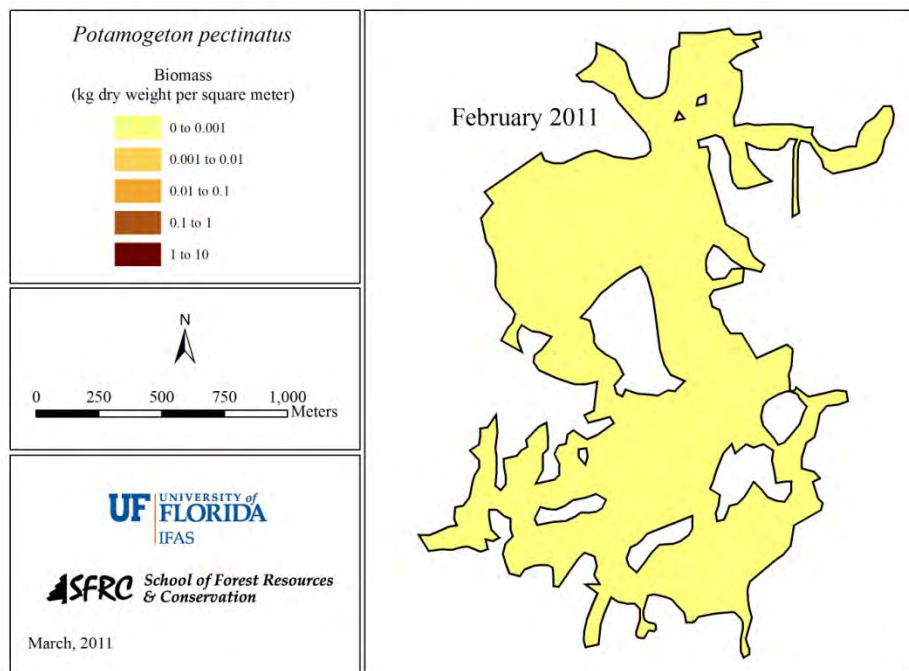 Potamogeton pectinatus
Biomass
(kg dry weight per square meter)
0 to 0.001
0.001 to 0.01
0.01 to 0.1
0.1 to 1
1 to 10
N
0 250 500 750 1,000
Meters
UF UNIVERSITY of
FLORIDA
IFAS
SFRC School of Forest Resources
& Conservation
March, 2011
February 2011